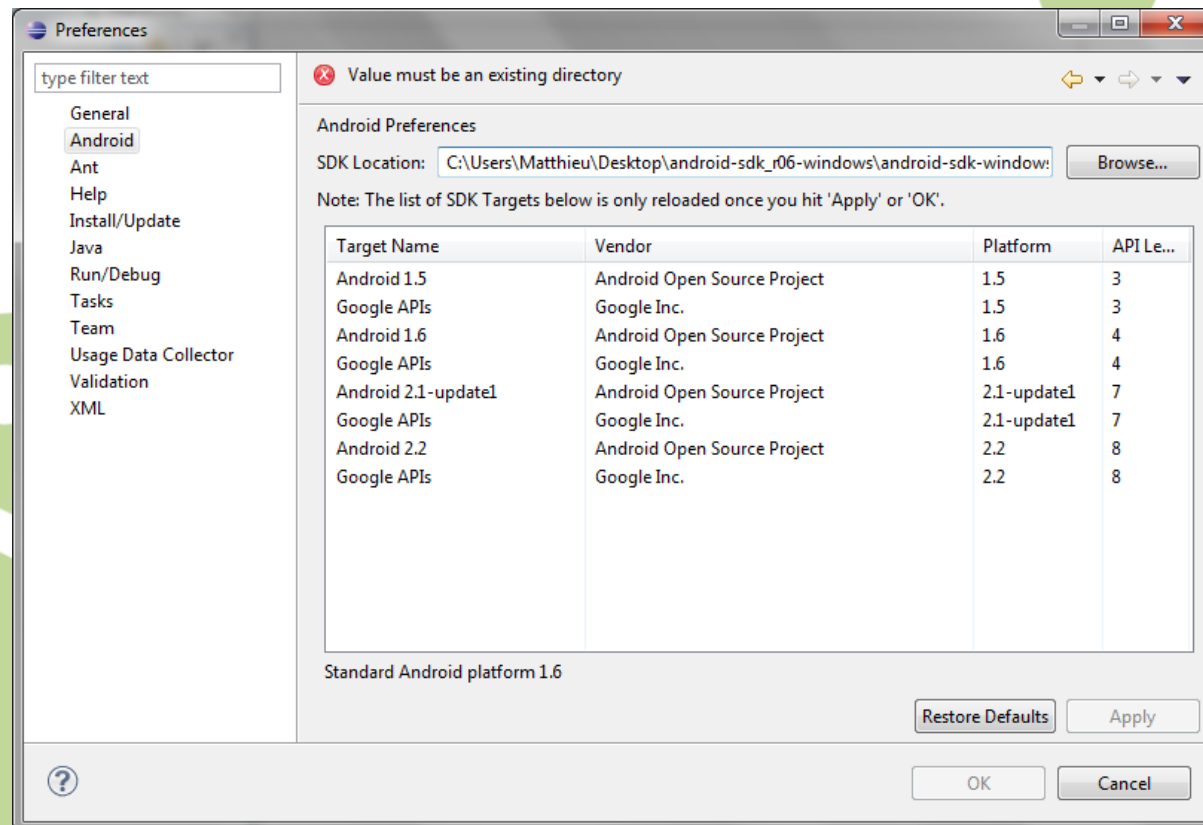 Preferences
type filter text
General
Android
Ant
Help
Install/Update
Java
Run/Debug
Tasks
Team
Usage Data Collector
Validation
XML
Value must be an existing directory
Android Preferences
SDK Location: C:\Users\Matthieu\Desktop\android-sdk_r06-windows\android-sdk-windows Browse...
Note: The list of SDK Targets below is only reloaded once you hit 'Apply' or 'OK'.
Target Name Vendor Platform API Le...
Android 1.5 Android Open Source Project 1.5 3
Google APIs Google Inc. 1.5 3
Android 1.6 Android Open Source Project 1.6 4
Google APIs Google Inc. 1.6 4
Android 2.1-update1 Android Open Source Project 2.1-update1 7
Google APIs Google Inc. 2.1-update1 7
Android 2.2 Android Open Source Project 2.2 8
Google APIs Google Inc. 2.2 8
Standard Android platform 1.6
Restore Defaults Apply
? OK Cancel